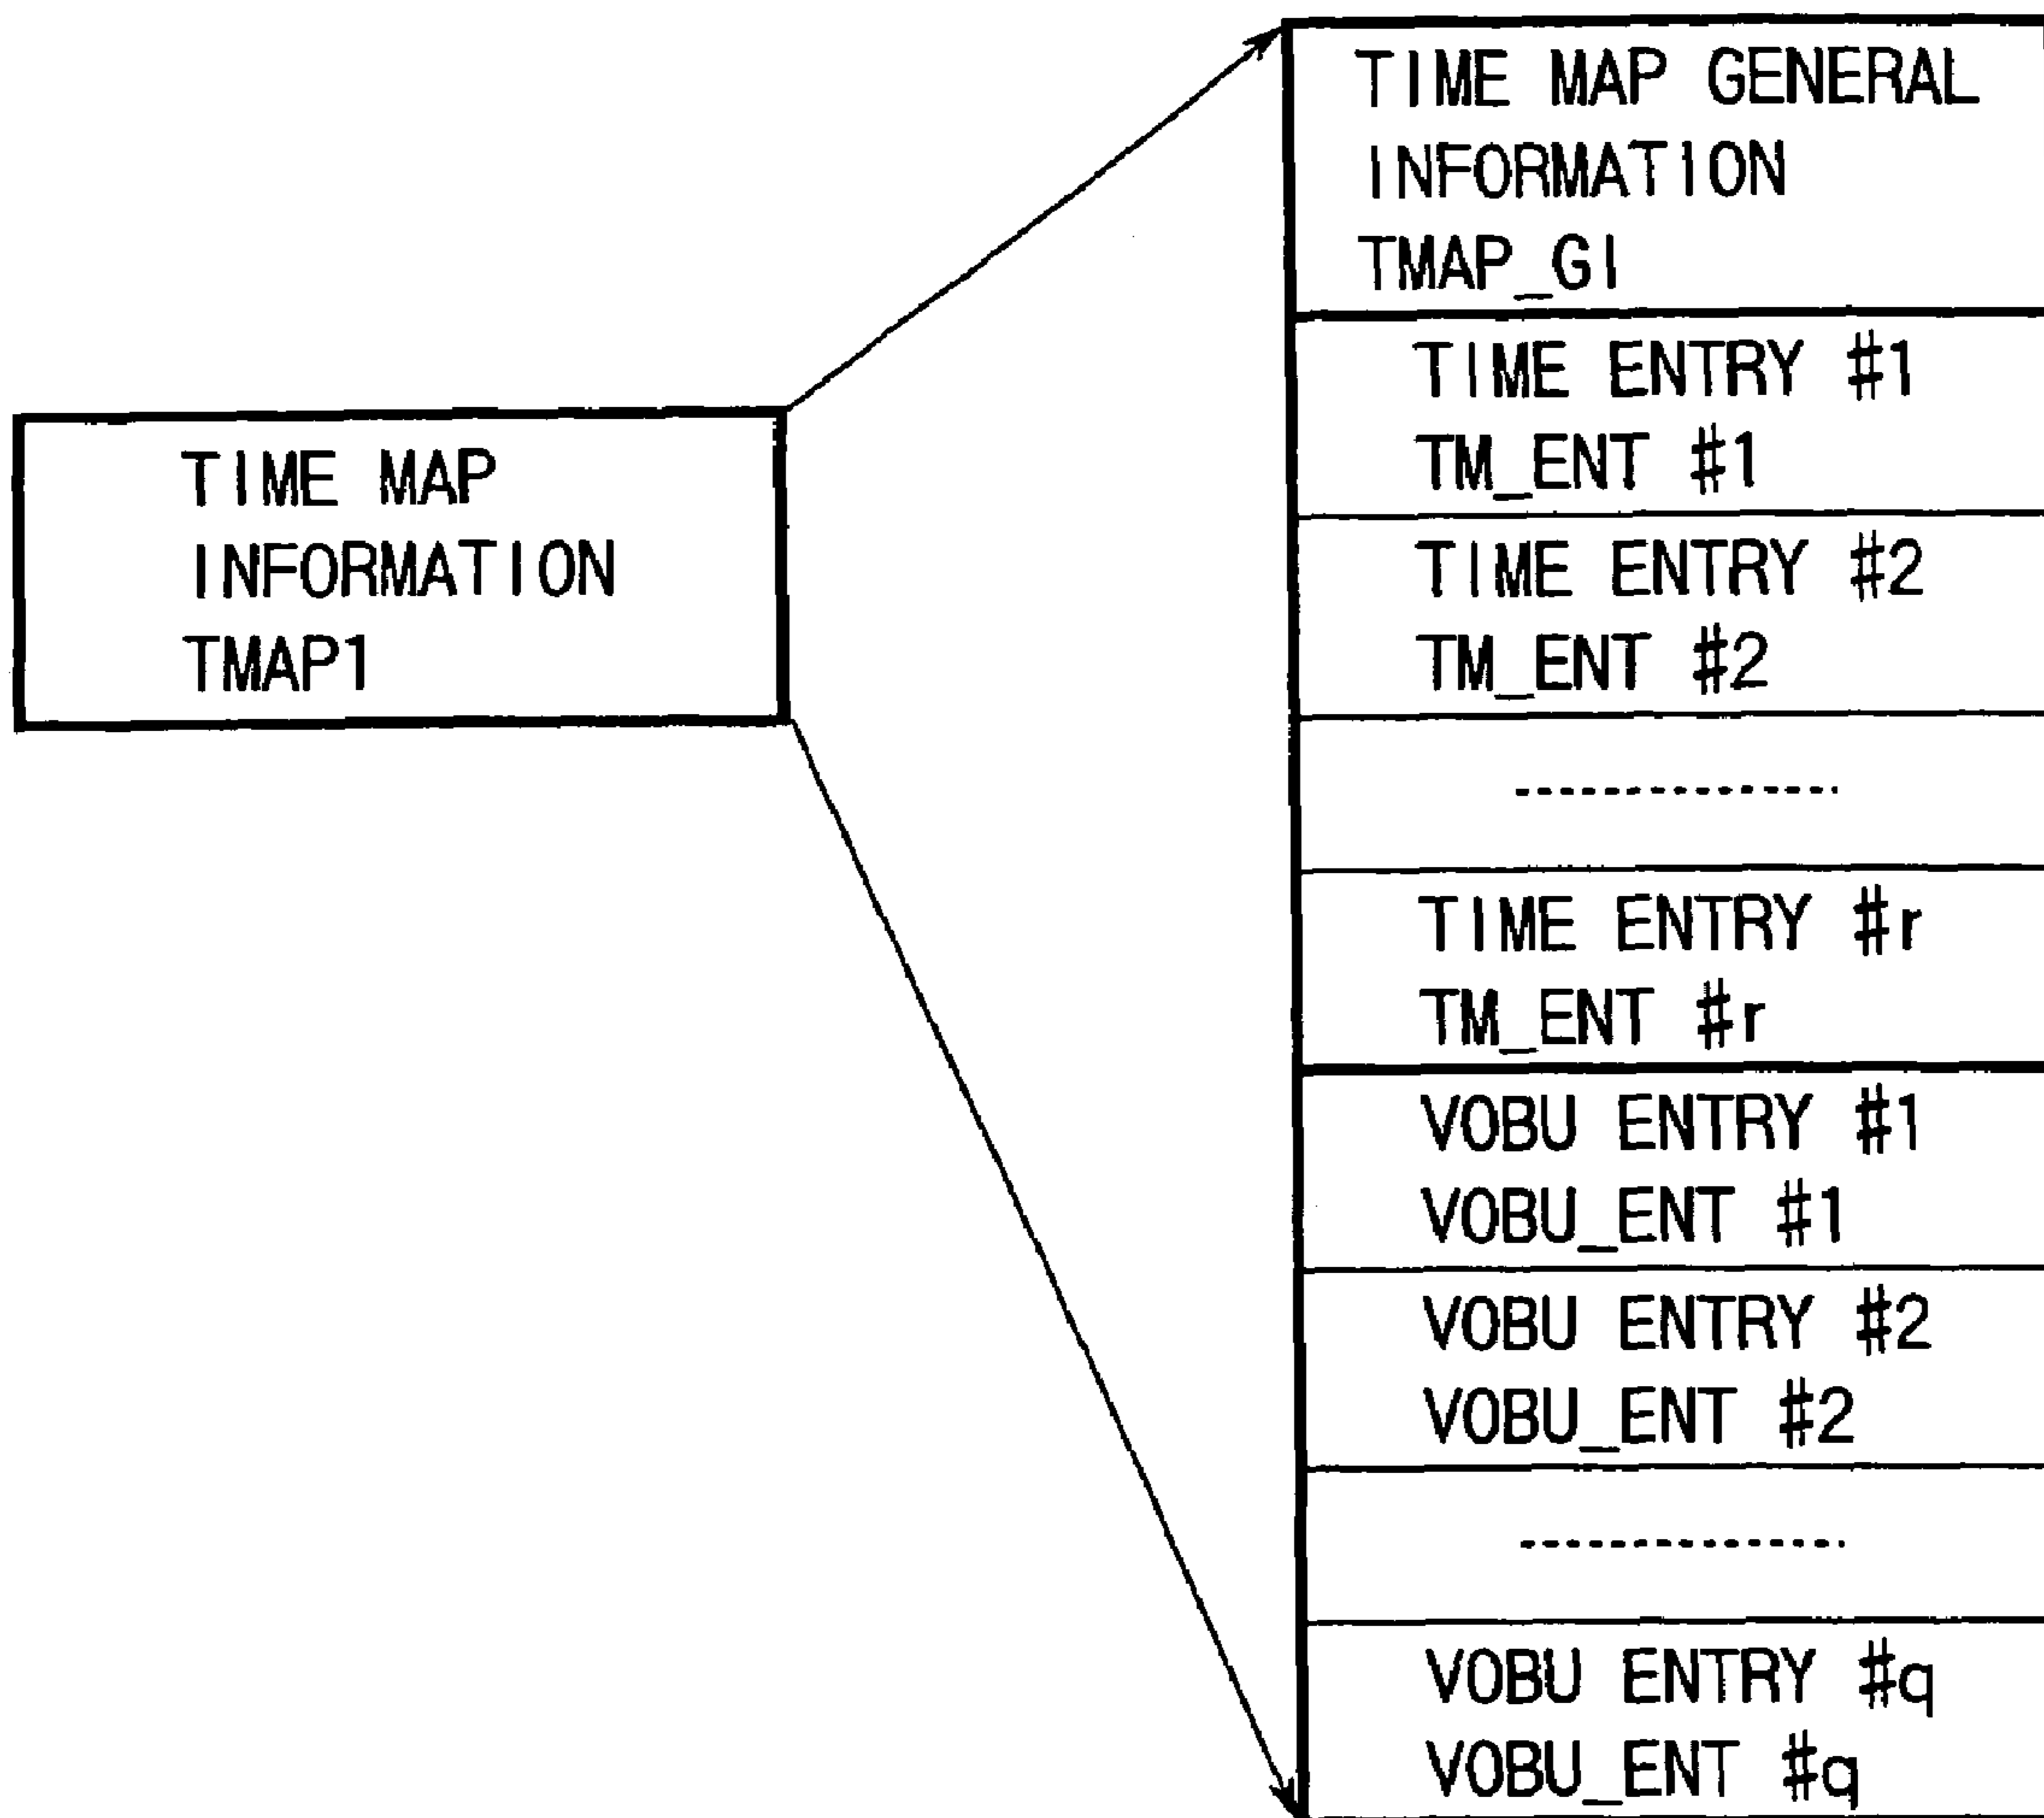 TIME MAP
INFORMATION
TMAP1
TIME MAP GENERAL
INFORMATION
TMAP_GI
TIME ENTRY #1
TM_ENT #1
TIME ENTRY #2
TM_ENT #2
TIME ENTRY #r
TM_ENT #r
VOBU ENTRY #1
VOBU_ENT #1
VOBU ENTRY #2
VOBU_ENT #2
VOBU ENTRY #q
VOBU_ENT #q